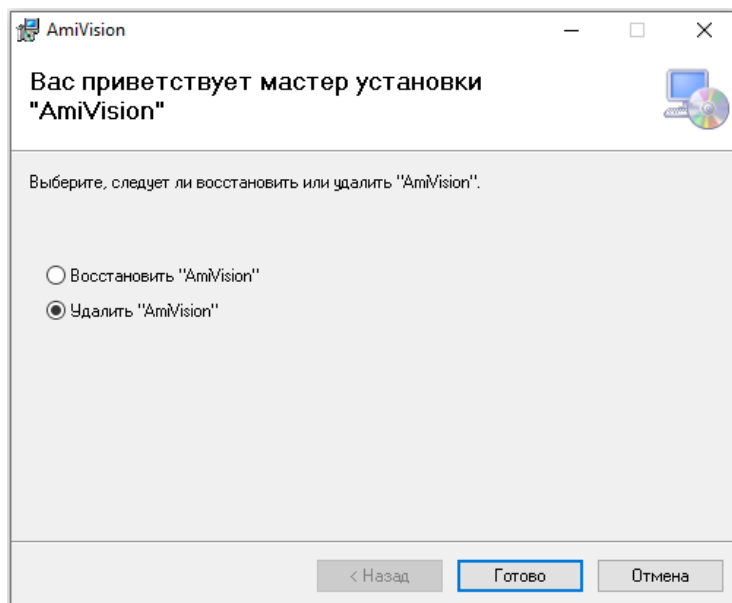 AmiVision
Вас приветствует мастер установки
"AmiVision"
Выберите, следует ли восстановить или удалить "AmiVision".
Восстановить "AmiVision"
Удалить "AmiVision"
< Назад
Готово
Отмена